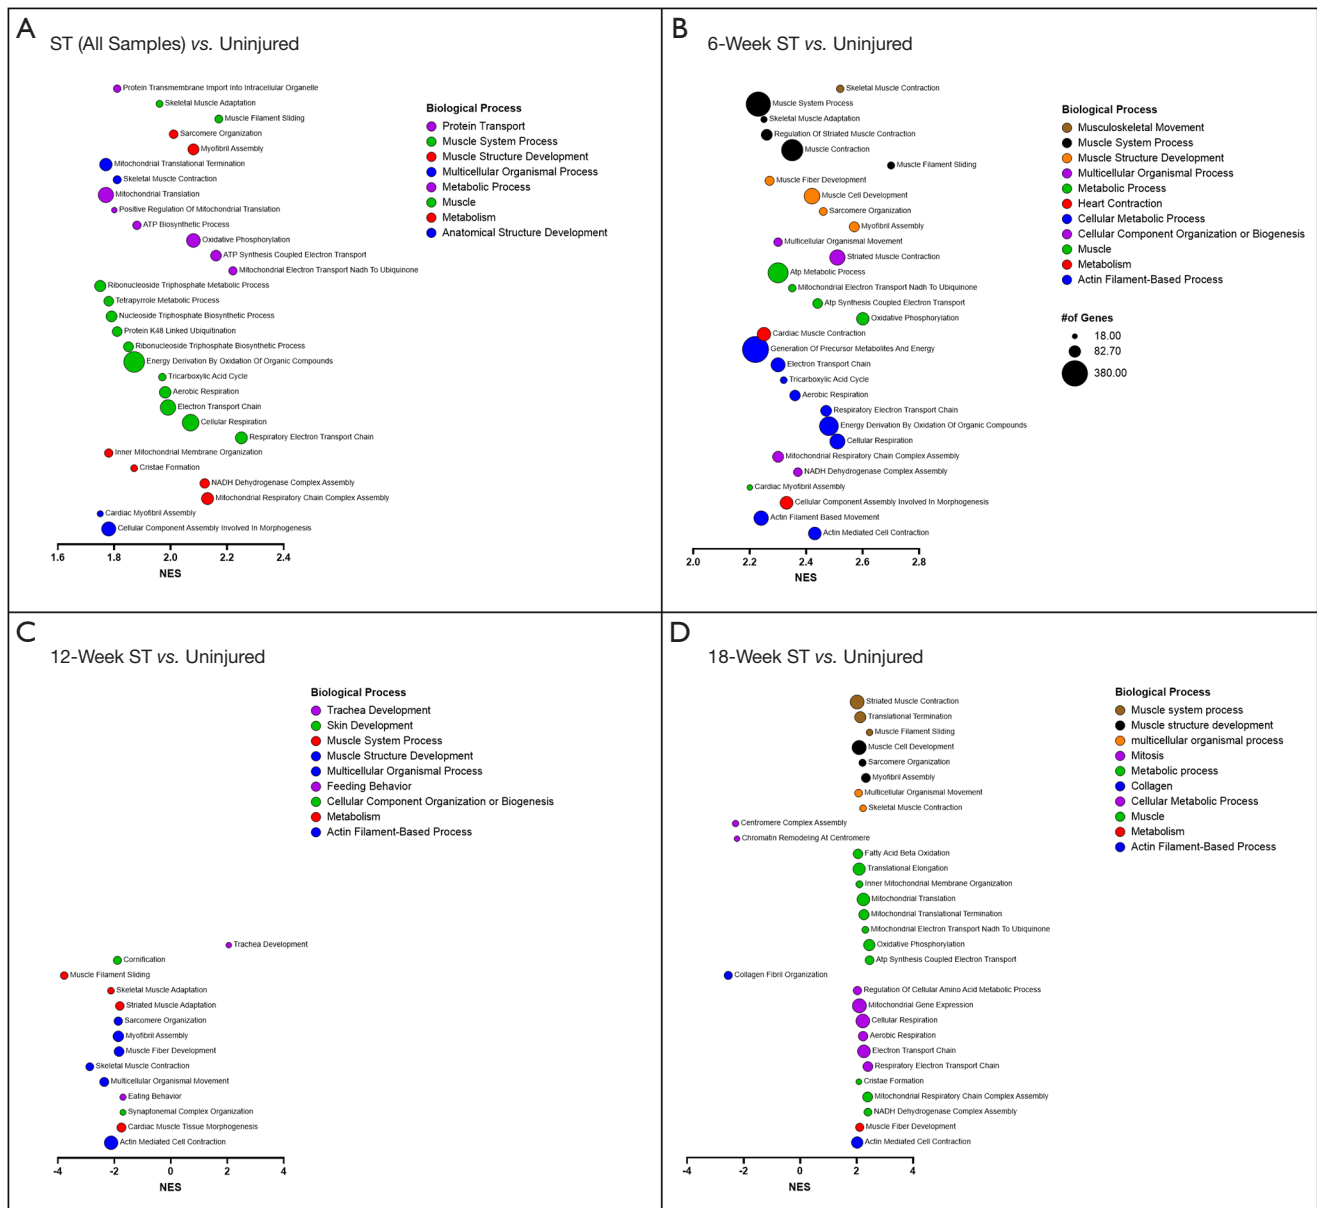 A
ST (All Samples) vs. Uninjured
Protein Transmembrane Import Into Intracellular Organelle
Skeletal Muscle Adaptation
Muscle Filament Sliding
Sarcomere Organization
Myofibril Assembly
Mitochondrial Translational Termination
Skeletal Muscle Contraction
Mitochondrial Translation
Positive Regulation Of Mitochondrial Translation
ATP Biosynthetic Process
Oxidative Phosphorylation
ATP Synthesis Coupled Electron Transport
Mitochondrial Electron Transport Nadh To Ubiquinone
Ribonucleoside Triphosphate Metabolic Process
Tetrapyrrole Metabolic Process
Nucleoside Triphosphate Biosynthetic Process
Protein K48 Linked Ubiquitination
Ribonucleoside Triphosphate Biosynthetic Process
Energy Derivation By Oxidation Of Organic Compounds
Tricarboxylic Acid Cycle
Aerobic Respiration
Electron Transport Chain
Cellular Respiration
Respiratory Electron Transport Chain
Inner Mitochondrial Membrane Organization
Cristae Formation
NADH Dehydrogenase Complex Assembly
Mitochondrial Respiratory Chain Complex Assembly
Cardiac Myofibril Assembly
Cellular Component Assembly Involved In Morphogenesis
1.6 1.8 2.0 2.2 2.4
NES
Biological Process
Protein Transport
Muscle System Process
Muscle Structure Development
Multicellular Organismal Process
Metabolic Process
Muscle
Metabolism
Anatomical Structure Development
B
6-Week ST vs. Uninjured
Skeletal Muscle Contraction
Muscle System Process
Skeletal Muscle Adaptation
Regulation Of Striated Muscle Contraction
Muscle Contraction
Muscle Filament Sliding
Muscle Fiber Development
Muscle Cell Development
Sarcomere Organization
Myofibril Assembly
Multicellular Organismal Movement
Striated Muscle Contraction
Atp Metabolic Process
Mitochondrial Electron Transport Nadh To Ubiquinone
Atp Synthesis Coupled Electron Transport
Oxidative Phosphorylation
Cardiac Muscle Contraction
Generation Of Precursor Metabolites And Energy
Electron Transport Chain
Tricarboxylic Acid Cycle
Aerobic Respiration
Respiratory Electron Transport Chain
Energy Derivation By Oxidation Of Organic Compounds
Cellular Respiration
Mitochondrial Respiratory Chain Complex Assembly
NADH Dehydrogenase Complex Assembly
Cardiac Myofibril Assembly
Cellular Component Assembly Involved In Morphogenesis
Actin Filament Based Movement
Actin Mediated Cell Contraction
2.0 2.2 2.4 2.6 2.8
NES
Biological Process
Musculoskeletal Movement
Muscle System Process
Muscle Structure Development
Multicellular Organismal Process
Metabolic Process
Heart Contraction
Cellular Metabolic Process
Cellular Component Organization or Biogenesis
Muscle
Metabolism
Actin Filament-Based Process
#of Genes
18.00
82.70
380.00
C
12-Week ST vs. Uninjured
Biological Process
Trachea Development
Skin Development
Muscle System Process
Muscle Structure Development
Multicellular Organismal Process
Feeding Behavior
Cellular Component Organization or Biogenesis
Metabolism
Actin Filament-Based Process
Trachea Development
Cornification
Muscle Filament Sliding
Skeletal Muscle Adaptation
Striated Muscle Adaptation
Sarcomere Organization
Myofibril Assembly
Muscle Fiber Development
Skeletal Muscle Contraction
Multicellular Organismal Movement
Eating Behavior
Synaptonemal Complex Organization
Cardiac Muscle Tissue Morphogenesis
Actin Mediated Cell Contraction
-4 -2 0 2 4
NES
D
18-Week ST vs. Uninjured
Striated Muscle Contraction
Translational Termination
Muscle Filament Sliding
Muscle Cell Development
Sarcomere Organization
Myofibril Assembly
Multicellular Organismal Movement
Skeletal Muscle Contraction
Centromere Complex Assembly
Chromatin Remodeling At Centromere
Fatty Acid Beta Oxidation
Translational Elongation
Inner Mitochondrial Membrane Organization
Mitochondrial Translation
Mitochondrial Translational Termination
Mitochondrial Electron Transport Nadh To Ubiquinone
Oxidative Phosphorylation
Atp Synthesis Coupled Electron Transport
Collagen Fibril Organization
Regulation Of Cellular Amino Acid Metabolic Process
Mitochondrial Gene Expression
Cellular Respiration
Aerobic Respiration
Electron Transport Chain
Respiratory Electron Transport Chain
Cristae Formation
Mitochondrial Respiratory Chain Complex Assembly
NADH Dehydrogenase Complex Assembly
Muscle Fiber Development
Actin Mediated Cell Contraction
-4 -2 0 2 4
NES
Biological Process
Muscle system process
Muscle structure development
multicellular organismal process
Mitosis
Metabolic process
Collagen
Cellular Metabolic Process
Muscle
Metabolism
Actin Filament-Based Process